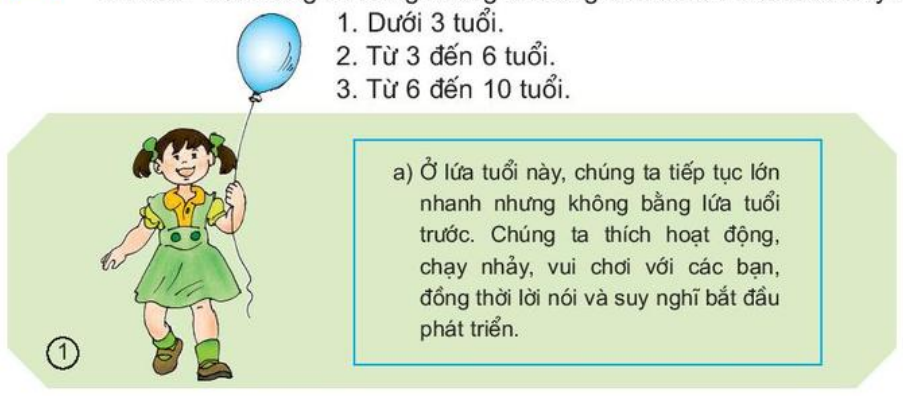 1. Dưới 3 tuổi.
2. Từ 3 đến 6 tuổi.
3. Từ 6 đến 10 tuổi.
a) Ở lứa tuổi này, chúng ta tiếp tục lớn
nhanh nhưng không bằng lứa tuổi
trước. Chúng ta thích hoạt động,
chạy nhảy, vui chơi với các bạn,
đồng thời lời nói và suy nghĩ bắt đầu
phát triển.
1